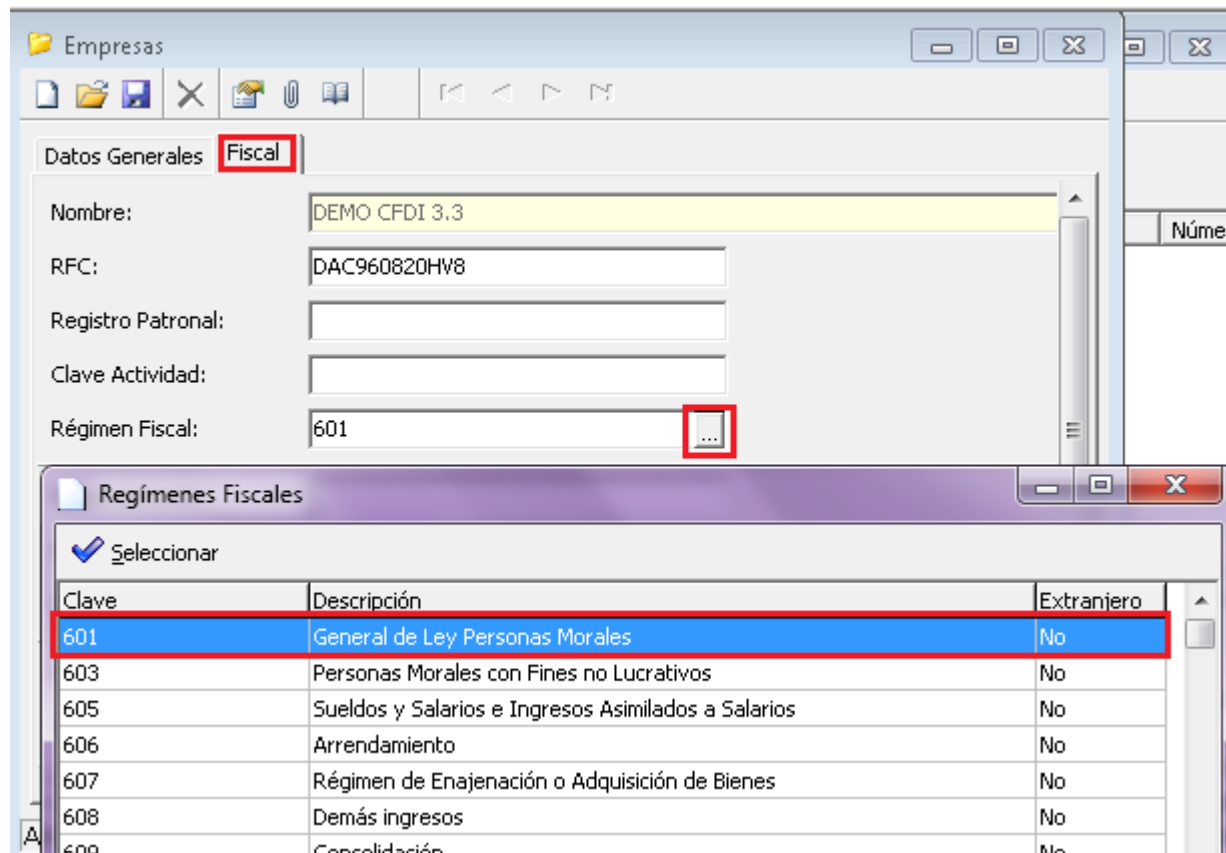 Empresas
Datos Generales Fiscal
Nombre: DEMO CFDI 3.3
Núme
RFC: DAC960820HV8
Registro Patronal:
Clave Actividad:
Régimen Fiscal: 601 ...
Regímenes Fiscales
Seleccionar
Clave Descripción Extranjero
601 General de Ley Personas Morales No
603 Personas Morales con Fines no Lucrativos No
605 Sueldos y Salarios e Ingresos Asimilados a Salarios No
606 Arrendamiento No
607 Régimen de Enajenación o Adquisición de Bienes No
608 Demás ingresos No
A
609 Consolidación No